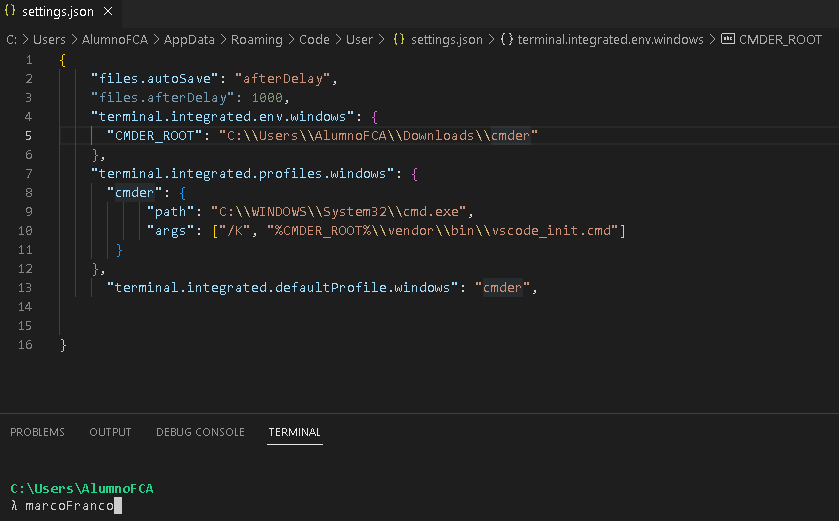 {} settings.json ×
C: > Users > AlumnoFCA > AppData > Roaming > Code > User > {} settings.json > {} terminal.integrated.env.windows > abc CMDER_ROOT
1 {
2 "files.autoSave": "afterDelay",
3 "files.afterDelay": 1000,
4 "terminal.integrated.env.windows": {
5 "CMDER_ROOT": "C:\\Users\\AlumnoFCA\\Downloads\\cmder"
6 },
7 "terminal.integrated.profiles.windows": {
8 "cmder": {
9 "path": "C:\\WINDOWS\\System32\\cmd.exe",
10 "args": ["/K", "%CMDER_ROOT%\\vendor\\bin\\vscode_init.cmd"]
11 }
12 },
13 "terminal.integrated.defaultProfile.windows": "cmder",
14
15
16 }
PROBLEMS OUTPUT DEBUG CONSOLE TERMINAL
C:\Users\AlumnoFCA
λ marcoFranco